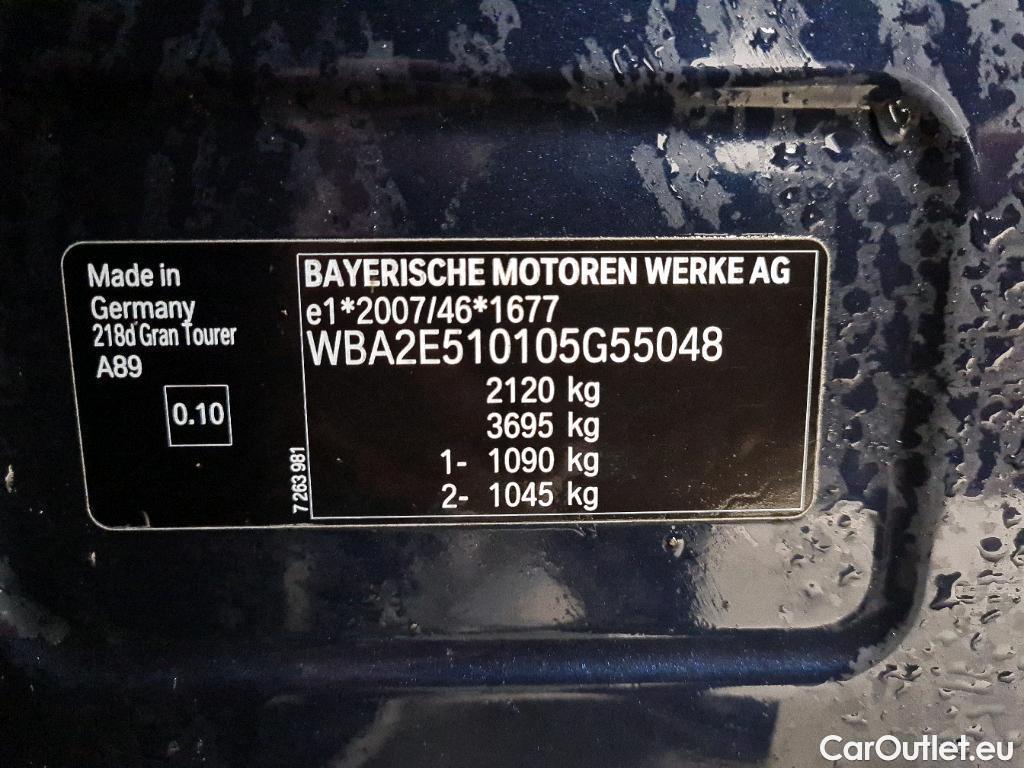 Made in
Germany
218d Gran Tourer
A89
0.10
7 263 981
BAYERISCHE MOTOREN WERKE AG
e1*2007/46*1677
WBA2E510105G55048
2120 kg
3695 kg
1- 1090 kg
2- 1045 kg
CarOutlet.eu